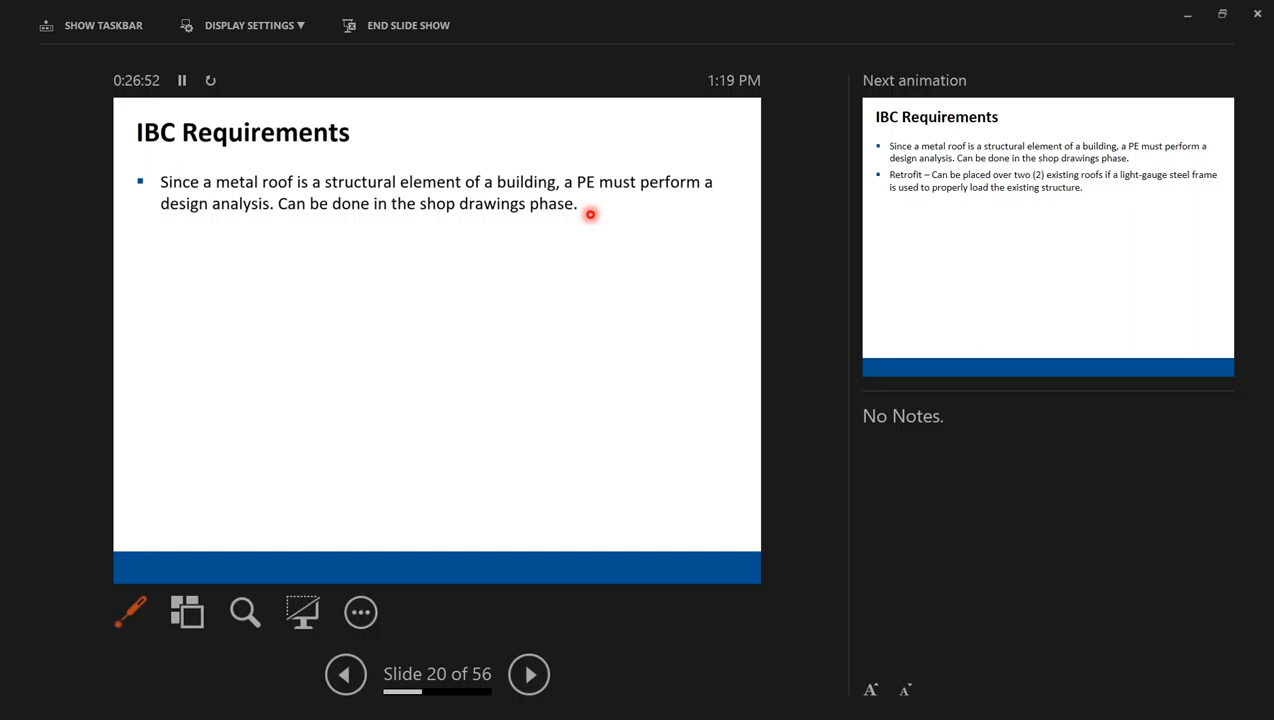 SHOW TASKBAR
DISPLAY SETTINGS ▼
END SLIDE SHOW
0:26:52
1:19 PM
IBC Requirements
▪ Since a metal roof is a structural element of a building, a PE must perform a
design analysis. Can be done in the shop drawings phase.
Slide 20 of 56
Next animation
IBC Requirements
▪ Since a metal roof is a structural element of a building, a PE must perform a
design analysis. Can be done in the shop drawings phase.
▪ Retrofit – Can be placed over two (2) existing roofs if a light-gauge steel frame
is used to properly load the existing structure.
No Notes.
A A